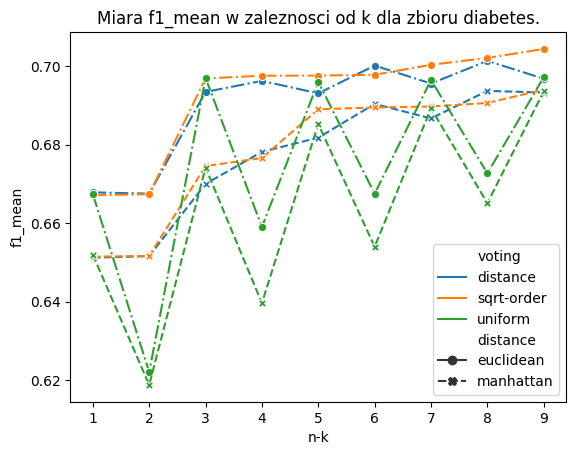 Miara f1_mean w zaleznosci od k dla zbioru diabetes.
f1_mean
0.70
0.68
0.66
0.64
0.62
voting
distance
sqrt-order
uniform
distance
euclidean
manhattan
1 2 3 4 5 6 7 8 9
n-k